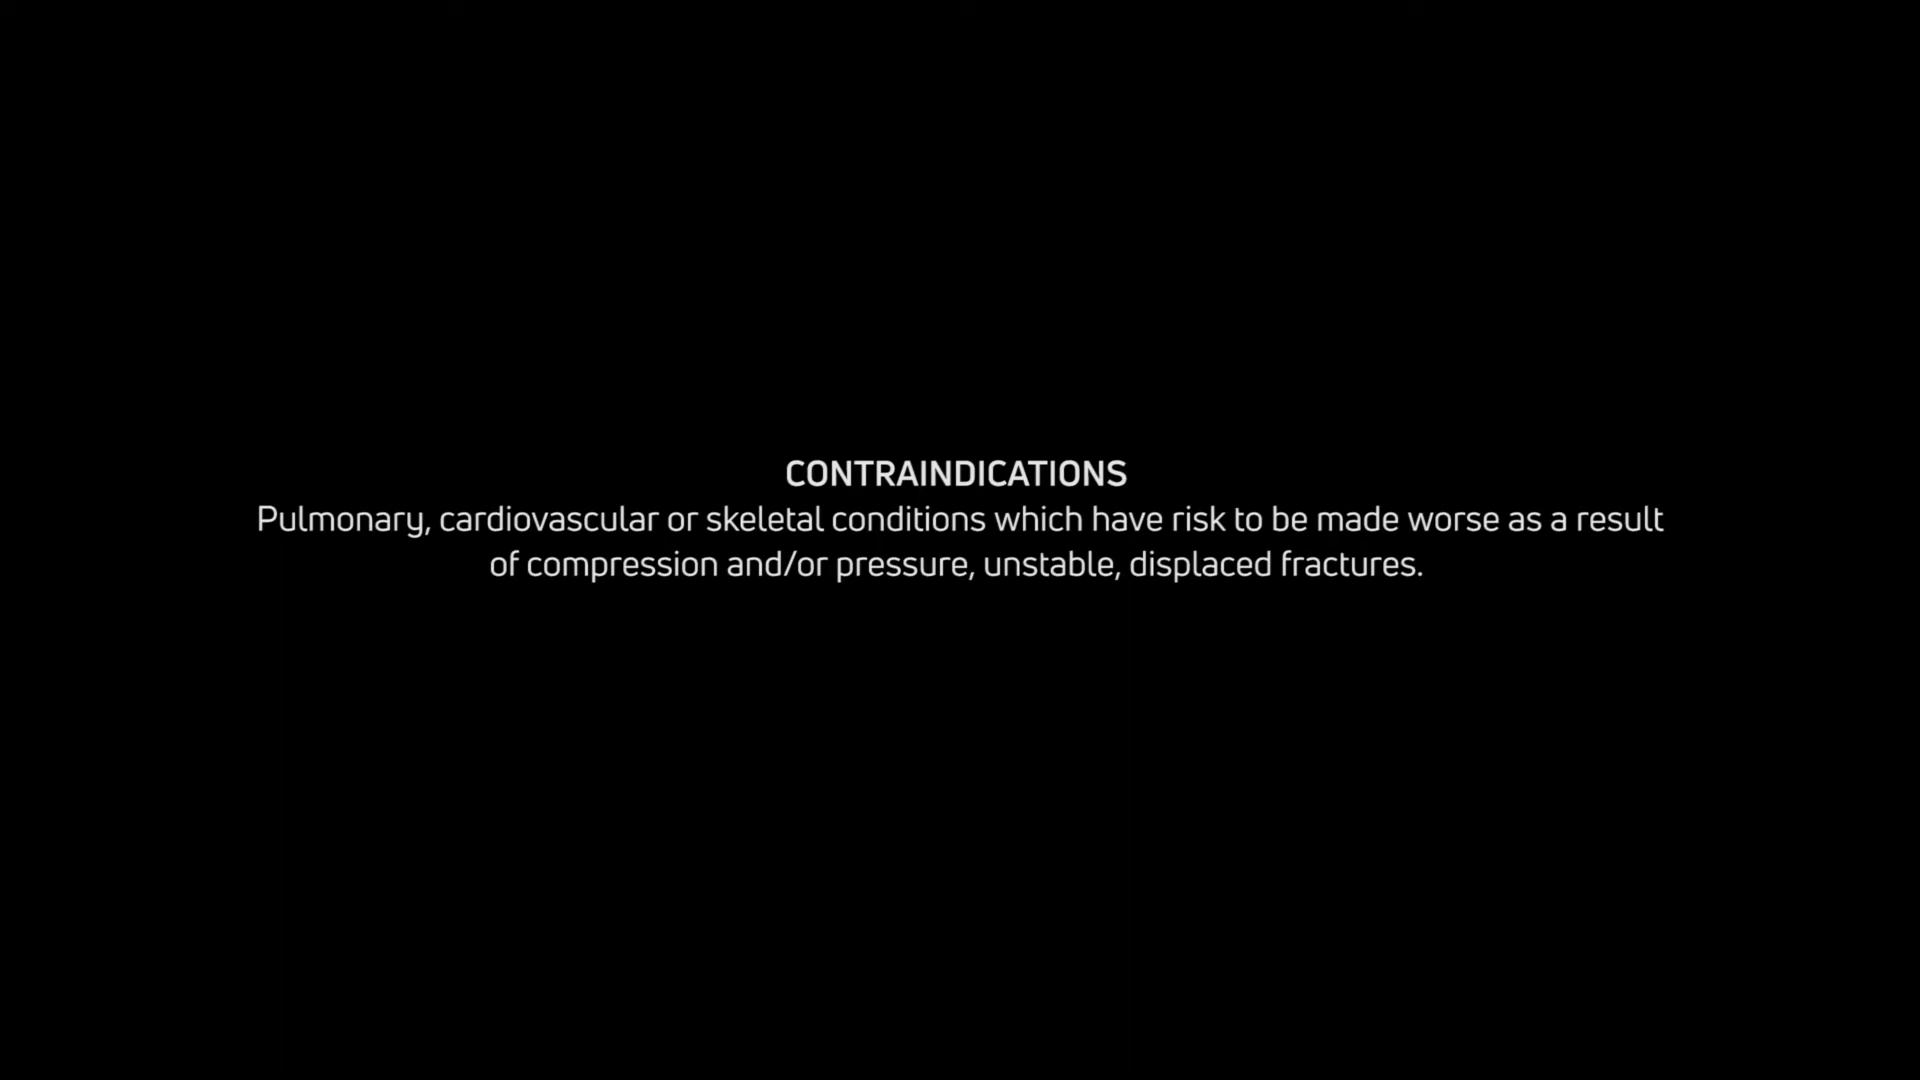 CONTRAINDICATIONS
Pulmonary, cardiovascular or skeletal conditions which have risk to be made worse as a result
of compression and/or pressure, unstable, displaced fractures.